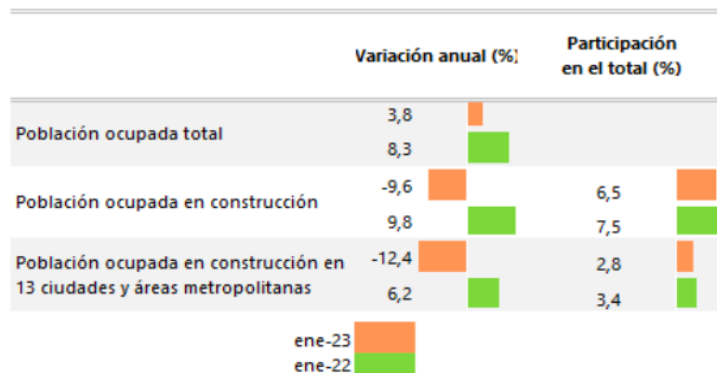 Variación anual (%)
Participación
en el total (%)
Población ocupada total
3,8
8,3
Población ocupada en construcción
-9,6
6,5
9,8
7,5
Población ocupada en construcción en
13 ciudades y áreas metropolitanas
-12,4
2,8
6,2
3,4
ene-23
ene-22